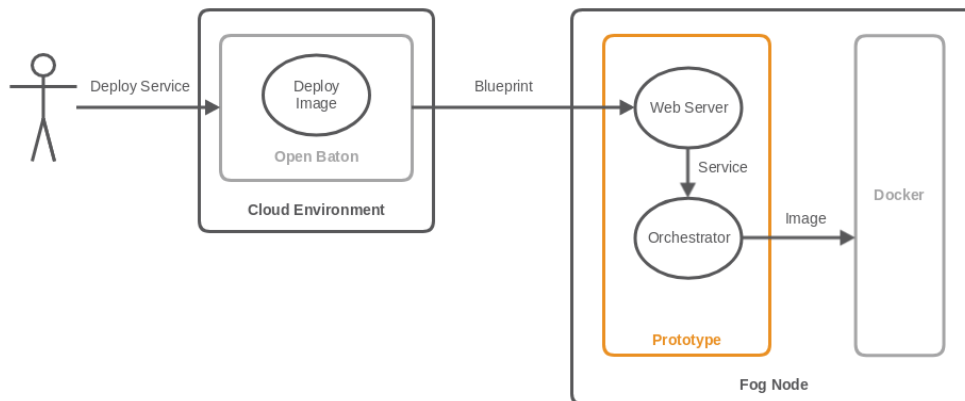 Deploy Service
Deploy
Image
Open Baton
Cloud Environment
Blueprint
Web Server
Service
Orchestrator
Image
Docker
Prototype
Fog Node